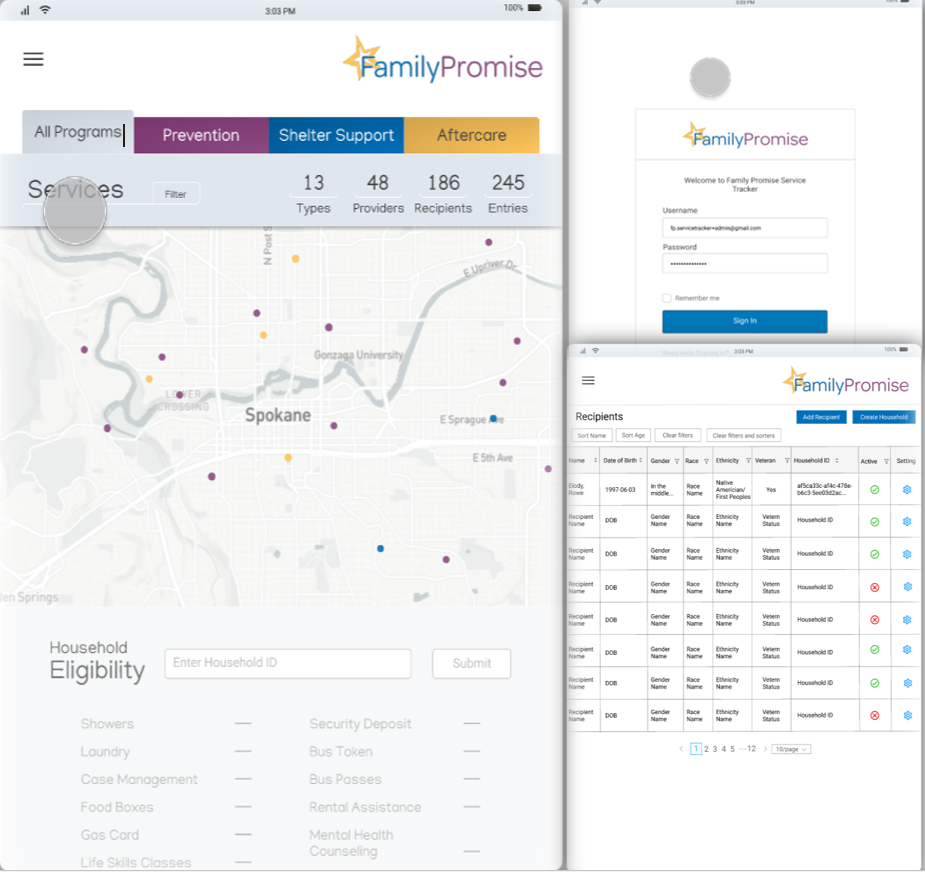 3:03 PM
100%
FamilyPromise
All Programs
Prevention
Shelter Support
Aftercare
Services
Filter
13
48
186
245
Types
Providers
Recipients
Entries
N Post S
E Upriver Dr...
Gonzaga University
LOWER
CROSSING
Spokane
E Sprague Ave
E 5th Ave
en Springs
Household
Eligibility
Enter Household ID
Submit
Showers
Security Deposit
Laundry
Bus Token
Case Management
Bus Passes
Food Boxes
Rental Assistance
Gas Card
Mental Health
Counseling
Life Skills Classes
3:03 PM
FamilyPromise
Welcome to Family Promise Service
Tracker
Username
fp.servicetracker+admin@gmail.com
Password
Remember me
Sign In
3:03 PM
100%
FamilyPromise
Recipients
Add Recipient
Create Household
Sort Name
Sort Age
Clear filters
Clear filters and sorters
Name Date of Birth Gender Race Ethnicity Veteran Household ID Active Setting
Elody,
Rowe
1997-06-03
In the
middle...
Race
Name
Native
Americian/
First Peoples
Yes
af5ca33c-af4c-478e-
b6c3-5ee03d2ac...
Recipient
Name
DOB
Gender
Name
Race
Name
Ethnicity
Name
Vetern
Status
Household ID
Recipient
Name
DOB
Gender
Name
Race
Name
Ethnicity
Name
Vetern
Status
Household ID
Recipient
Name
DOB
Gender
Name
Race
Name
Ethnicity
Name
Vetern
Status
Household ID
Recipient
Name
DOB
Gender
Name
Race
Name
Ethnicity
Name
Vetern
Status
Household ID
Recipient
Name
DOB
Gender
Name
Race
Name
Ethnicity
Name
Vetern
Status
Household ID
Recipient
Name
DOB
Gender
Name
Race
Name
Ethnicity
Name
Vetern
Status
Household ID
Recipient
Name
DOB
Gender
Name
Race
Name
Ethnicity
Name
Vetern
Status
Household ID
< 1 2 3 4 5 ··· 12 > 10/page